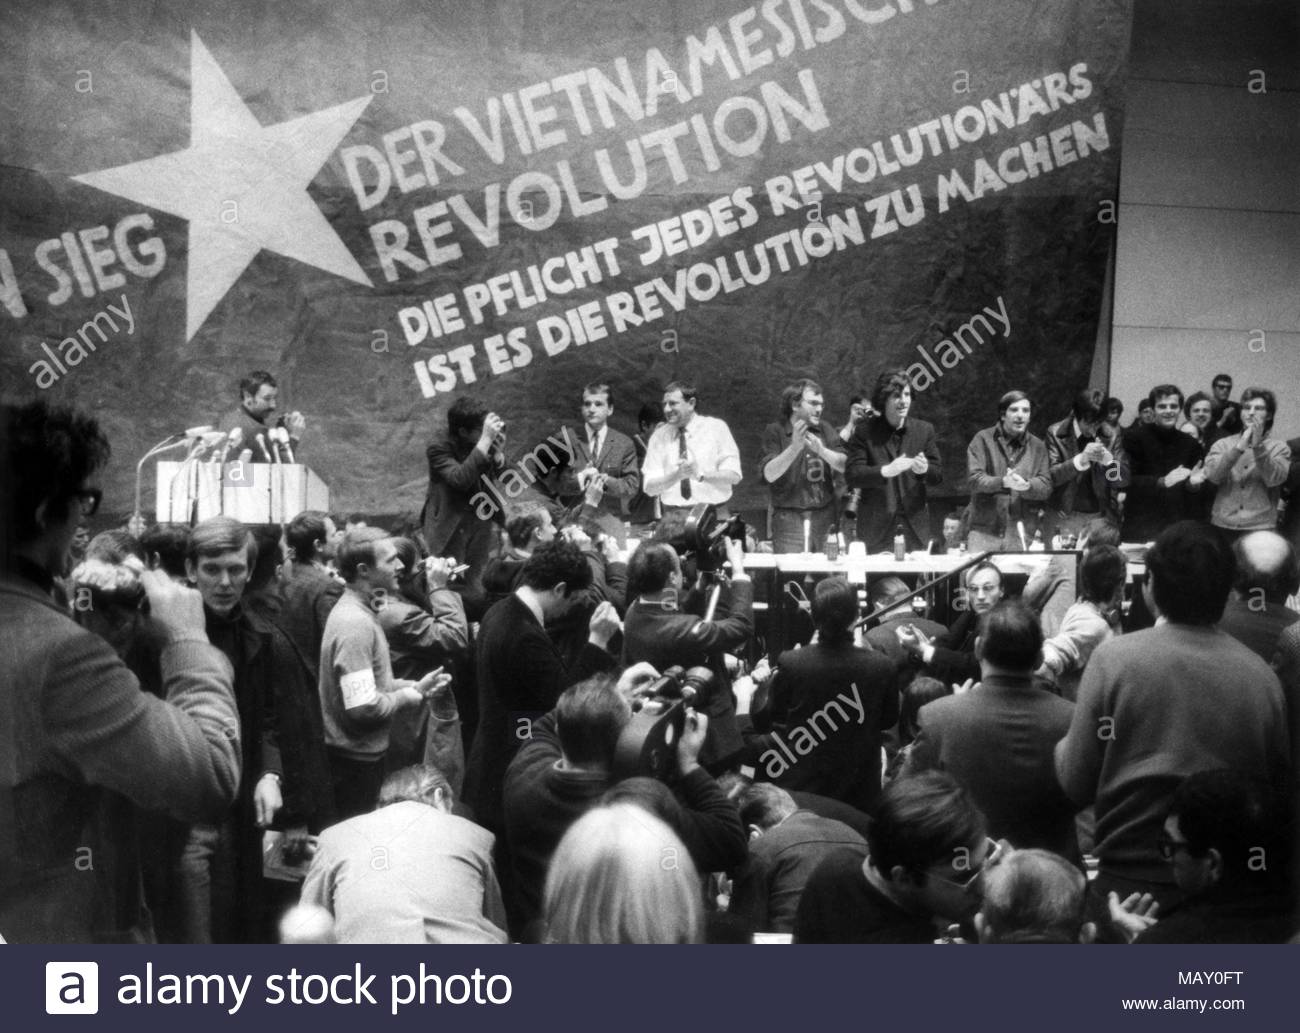 N SIEG
DER VIETNAMESISCH
REVOLUTION
DIE PFLICHT JEDES REVOLUTIONÄRS
IST ES DIE REVOLUTION ZU MACHEN
alamy
alamy
alamy
alamy
a alamy stock photo
MAY0FT
www.alamy.com